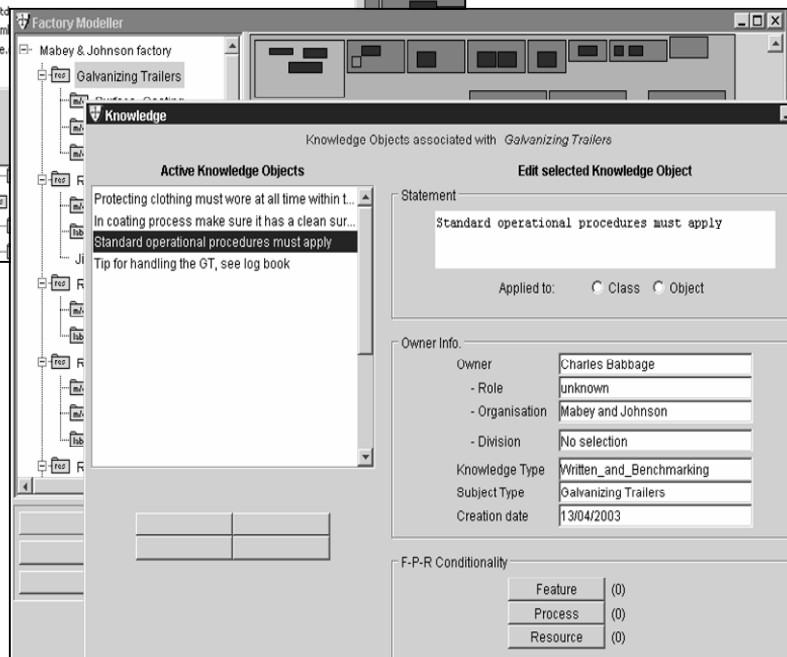 Factory Modeller
Mabey & Johnson factory
res Galvanizing Trailers
Knowledge
Knowledge Objects associated with Galvanizing Trailers
Active Knowledge Objects
Protecting clothing must wore at all time within t...
In coating process make sure it has a clean sur...
Standard operational procedures must apply
Tip for handling the GT, see log book
Edit selected Knowledge Object
Statement
Standard operational procedures must apply
Applied to: Class Object
Owner Info.
Owner Charles Babbage
- Role unknown
- Organisation Mabey and Johnson
- Division No selection
Knowledge Type Written_and_Benchmarking
Subject Type Galvanizing Trailers
Creation date 13/04/2003
F-P-R Conditionality
Feature (0)
Process (0)
Resource (0)